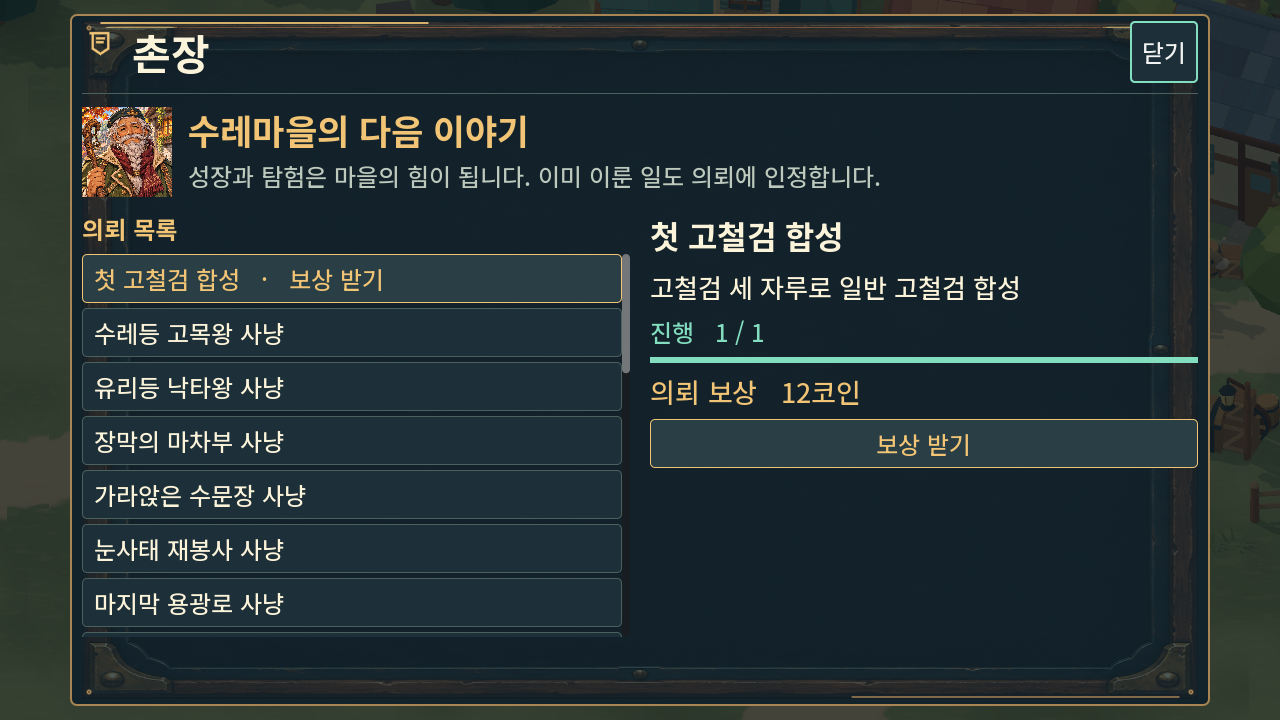 촌장
닫기
수레마을의 다음 이야기
성장과 탐험은 마을의 힘이 됩니다. 이미 이룬 일도 의뢰에 인정합니다.
의뢰 목록
첫 고철검 합성 · 보상 받기
수레등 고목왕 사냥
유리등 낙타왕 사냥
장막의 마차부 사냥
가라앉은 수문장 사냥
눈사태 재봉사 사냥
마지막 용광로 사냥
첫 고철검 합성
고철검 세 자루로 일반 고철검 합성
진행 1 / 1
의뢰 보상 12코인
보상 받기